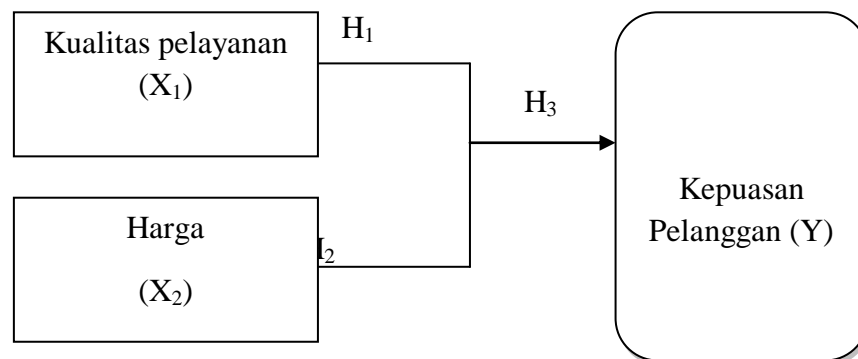 Kualitas pelayanan
(X₁)
H₁
H₃
Harga
(X₂)
Kepuasan
Pelanggan (Y)